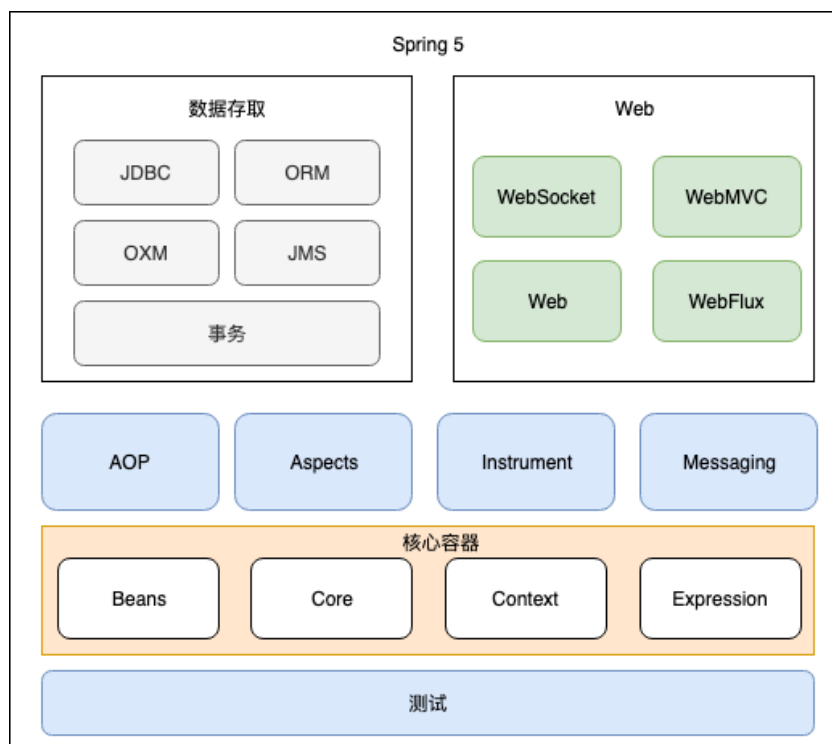 Spring 5
数据存取
JDBC
ORM
OXM
JMS
事务
Web
WebSocket
WebMVC
Web
WebFlux
AOP
Aspects
Instrument
Messaging
核心容器
Beans
Core
Context
Expression
测试